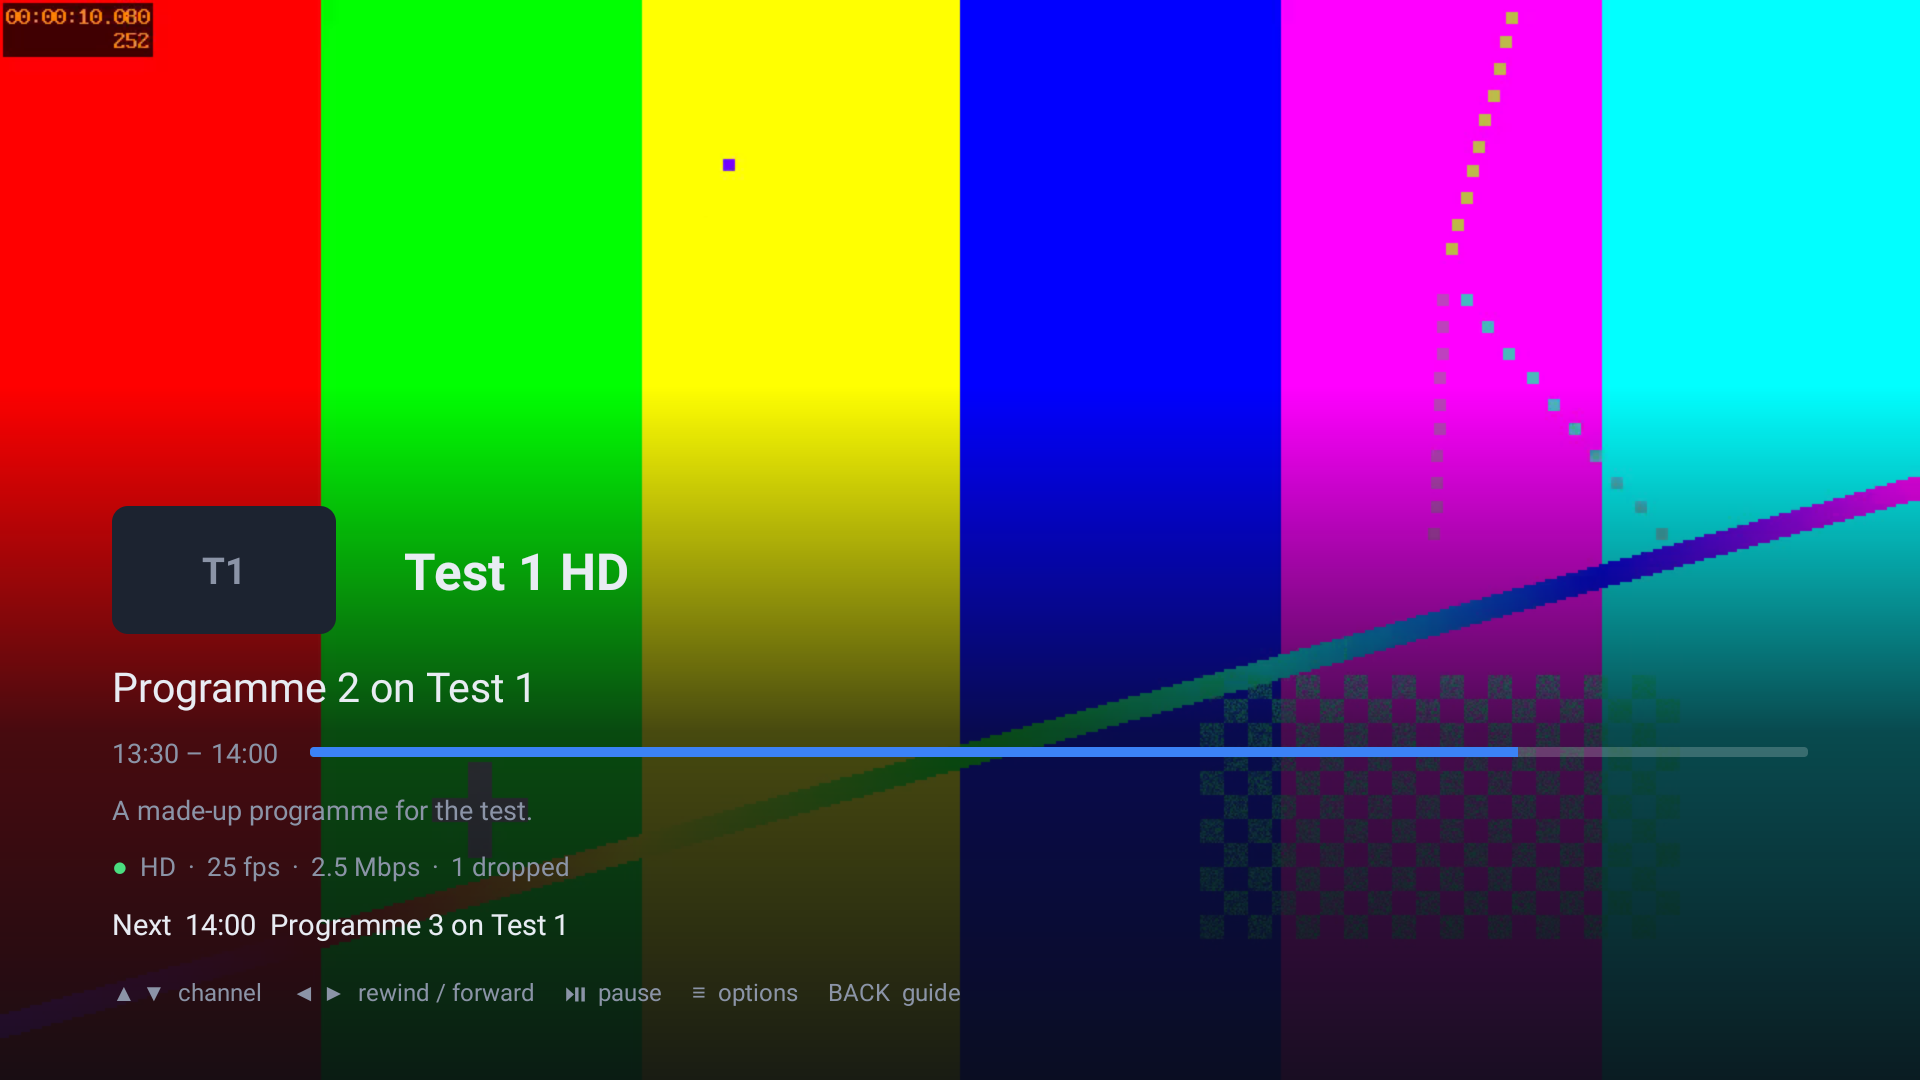 00:00:10.080
252
T1
Test 1 HD
Programme 2 on Test 1
13:30 – 14:00
A made-up programme for the test.
● HD · 25 fps · 2.5 Mbps · 1 dropped
Next 14:00 Programme 3 on Test 1
▲ ▼ channel ◀ ▶ rewind / forward ⏯ pause ≡ options BACK guide